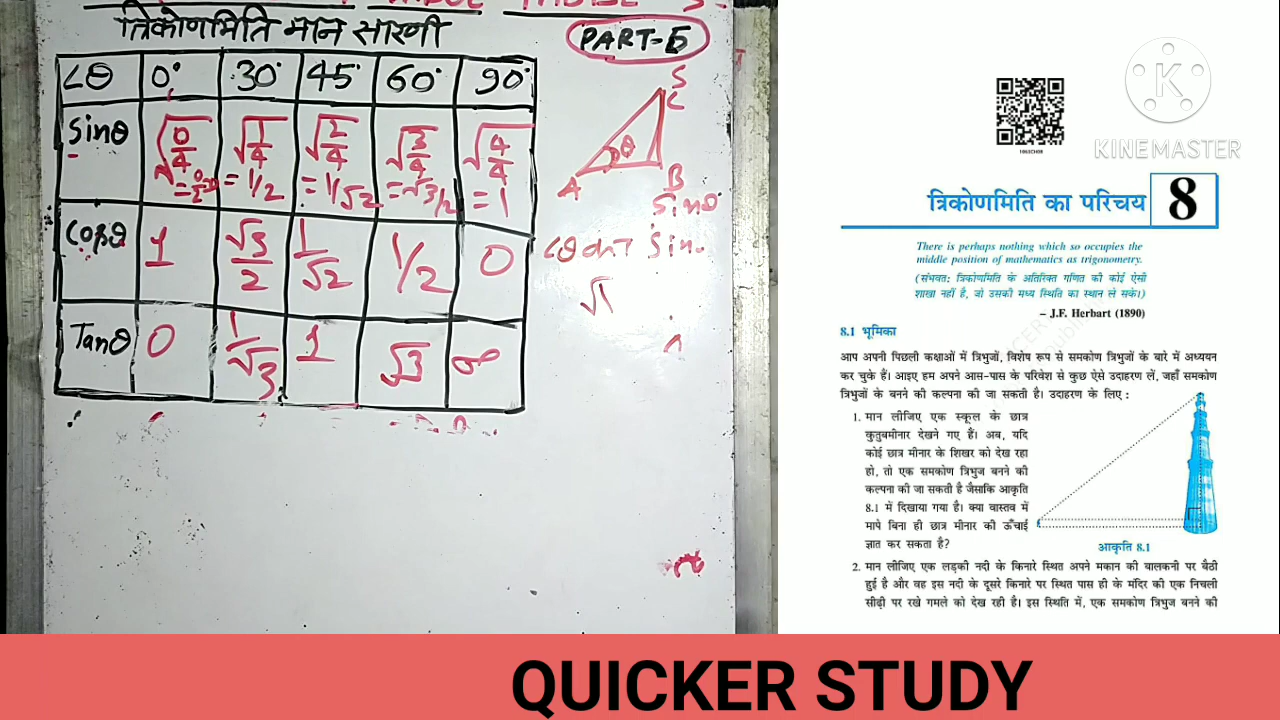 त्रिकोणमिति मान सारणी
PART-5
∠θ 0° 30° 45° 60° 90°
Sinθ √0/4 = 0/2 = 0 √1/4 = 1/2 √2/4 = 1/√2 √3/4 = √3/2 √4/4 = 1
Cosθ 1 √3/2 1/√2 1/2 0
Tanθ 0 1/√3 1 √3 ∞
C
θ
A B
Sinθ
∠θ का Sin
√
KINEMASTER
त्रिकोणमिति का परिचय 8
There is perhaps nothing which so occupies the
middle position of mathematics as trigonometry.
(संभवत: त्रिकोणमिति के अतिरिक्त गणित की कोई ऐसी
शाखा नहीं है, जो उसकी मध्य स्थिति का स्थान ले सके।)
– J.F. Herbart (1890)
8.1 भूमिका
आप अपनी पिछली कक्षाओं में त्रिभुजों, विशेष रूप से समकोण त्रिभुजों के बारे में अध्ययन
कर चुके हैं। आइए हम अपने आस-पास के परिवेश से कुछ ऐसे उदाहरण लें, जहाँ समकोण
त्रिभुजों के बनने की कल्पना की जा सकती है। उदाहरण के लिए :
1. मान लीजिए एक स्कूल के छात्र
कुतुबमीनार देखने गए हैं। अब, यदि
कोई छात्र मीनार के शिखर को देख रहा
हो, तो एक समकोण त्रिभुज बनने की
कल्पना की जा सकती है जैसाकि आकृति
8.1 में दिखाया गया है। क्या वास्तव में
मापे बिना ही छात्र मीनार की ऊँचाई
ज्ञात कर सकता है?
आकृति 8.1
2. मान लीजिए एक लड़की नदी के किनारे स्थित अपने मकान की बालकनी पर बैठी
हुई है और वह इस नदी के दूसरे किनारे पर स्थित पास ही के मंदिर की एक निचली
सीढ़ी पर रखे गमले को देख रही है। इस स्थिति में, एक समकोण त्रिभुज बनने की
QUICKER STUDY